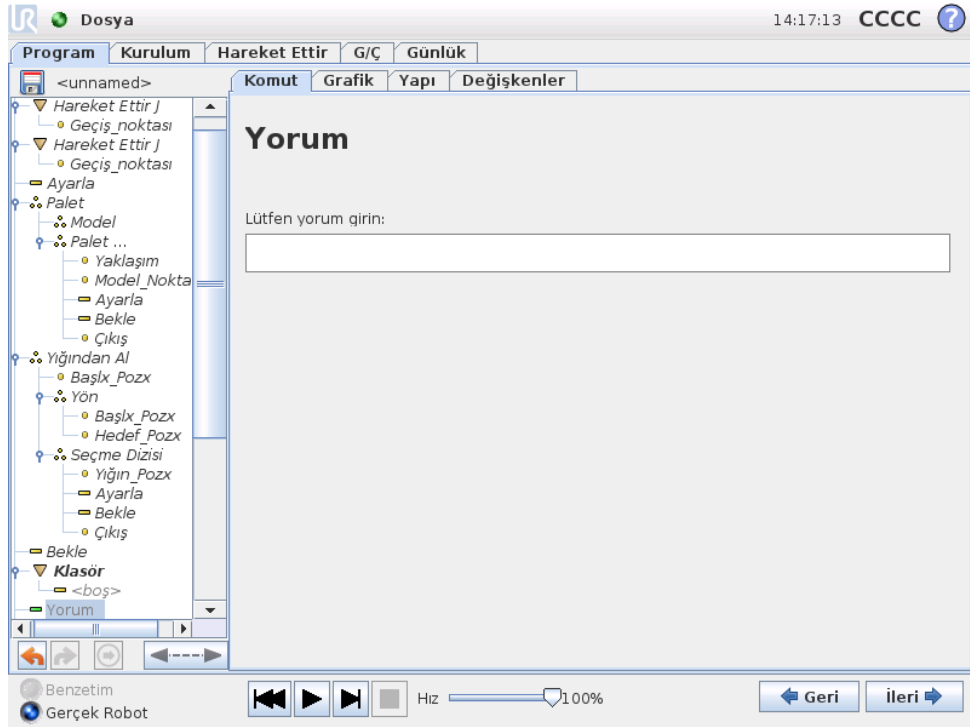 Dosya 14:17:13 CCCC ?
Program Kurulum Hareket Ettir G/Ç Günlük
<unnamed>
Komut Grafik Yapı Değişkenler
Hareket Ettir J
Geçiş_noktası
Hareket Ettir J
Geçiş_noktası
Ayarla
Palet
Model
Palet ...
Yaklaşım
Model_Nokta
Ayarla
Bekle
Çıkış
Yığından Al
Başlx_Pozx
Yön
Başlx_Pozx
Hedef_Pozx
Seçme Dizisi
Yığın_Pozx
Ayarla
Bekle
Çıkış
Bekle
Klasör
<boş>
Yorum
Yorum
Lütfen yorum girin:
Benzetim
Gerçek Robot
Hız 100%
Geri İleri